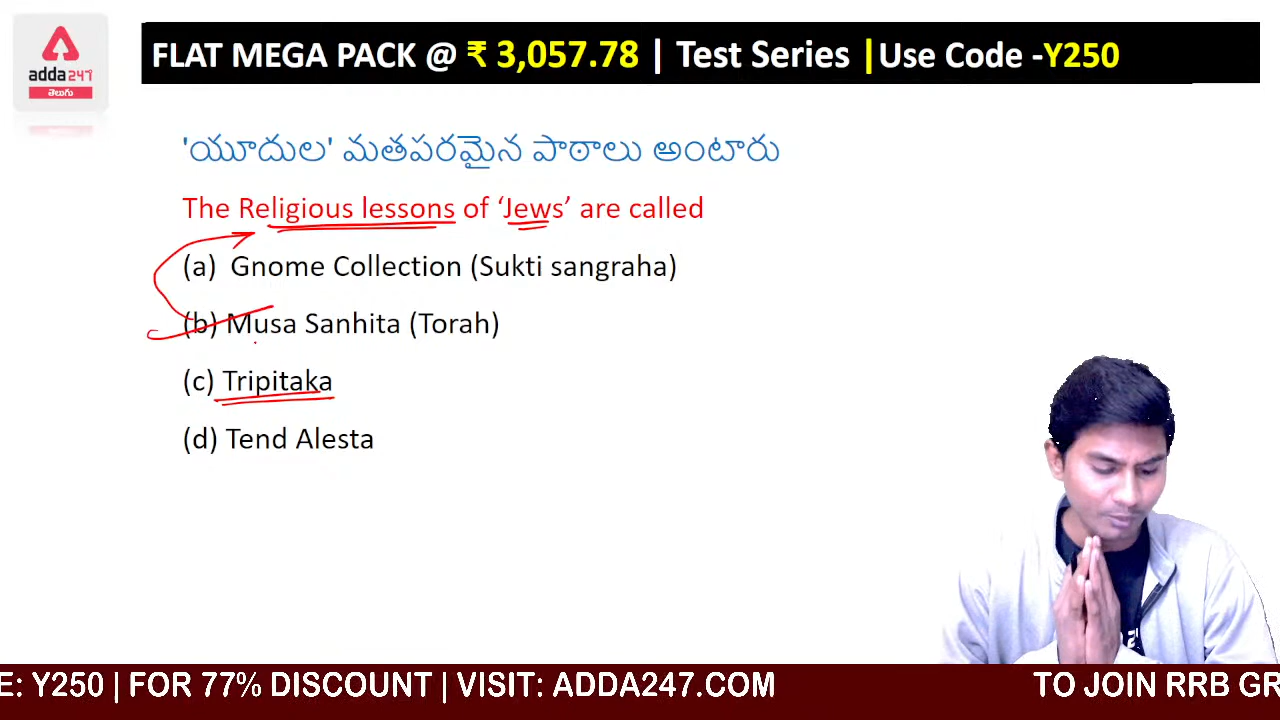 FLAT MEGA PACK @ ₹ 3,057.78 | Test Series |Use Code -Y250
adda247
తెలుగు
'యూదుల' మతపరమైన పాఠాలు అంటారు
The Religious lessons of ‘Jews’ are called
(a) Gnome Collection (Sukti sangraha)
(b) Musa Sanhita (Torah)
(c) Tripitaka
(d) Tend Alesta
E: Y250 | FOR 77% DISCOUNT | VISIT: ADDA247.COM TO JOIN RRB GR